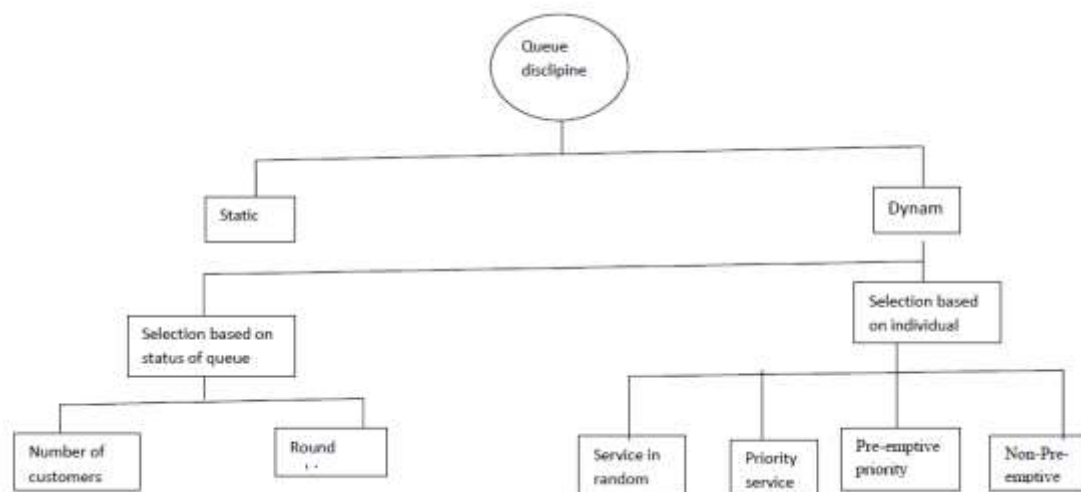 Queue
disclipine
Static
Dynam
Selection based on
status of queue
Selection based
on individual
Number of
customers
Round
Service in
random
Priority
service
Pre-emptive
priority
Non-Pre-
emptive